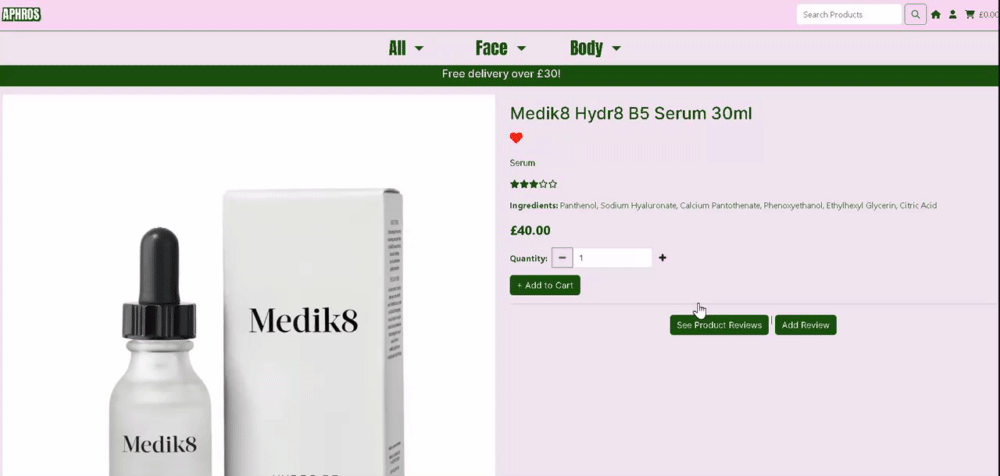 APHROS
Search Products
£0.00
All
Face
Body
Free delivery over £30!
Medik8 Hydr8 B5 Serum 30ml
Serum
Ingredients: Panthenol, Sodium Hyaluronate, Calcium Pantothenate, Phenoxyethanol, Ethylhexyl Glycerin, Citric Acid
£40.00
Quantity: − 1 +
+ Add to Cart
See Product Reviews | Add Review
Medik8
Medik8